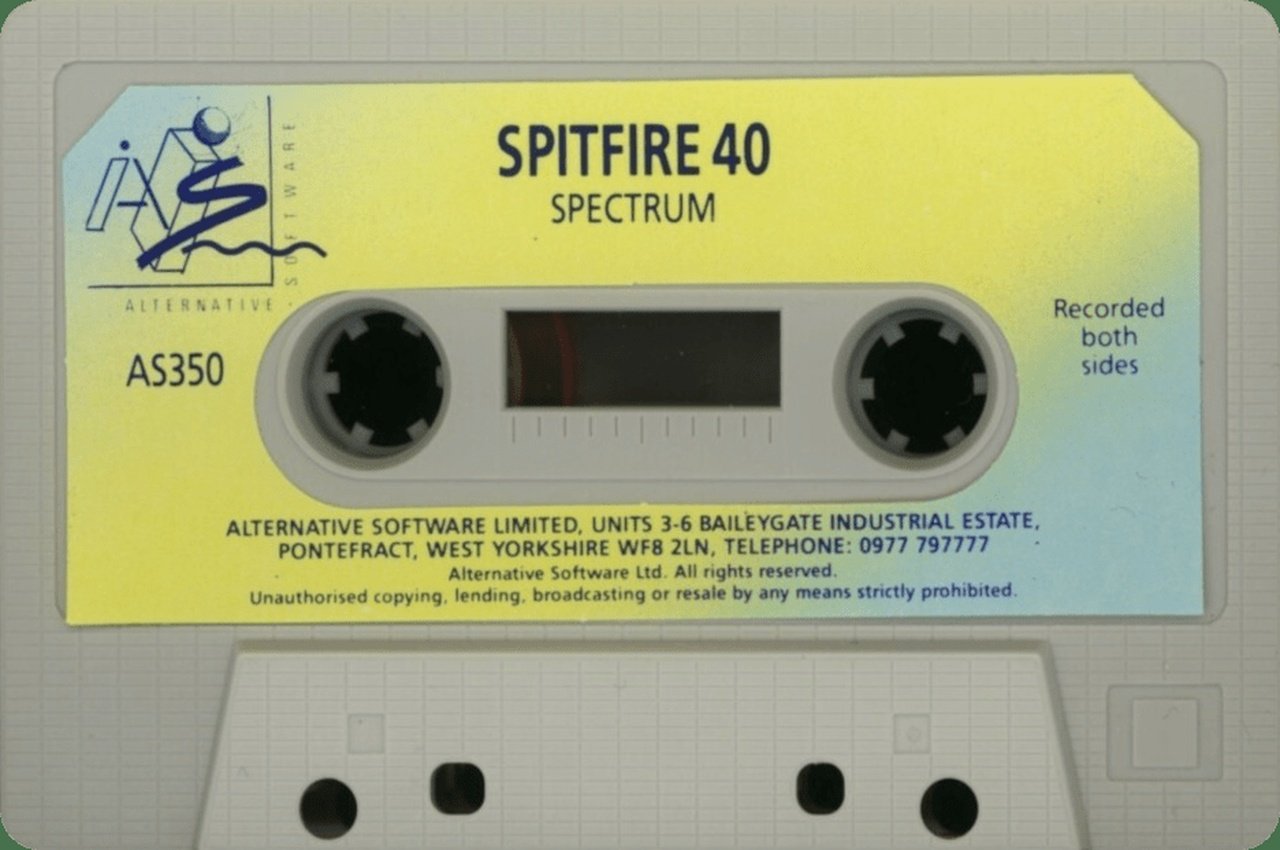 SPITFIRE 40
SPECTRUM
AS
SOFTWARE
ALTERNATIVE
AS350
Recorded
both
sides
ALTERNATIVE SOFTWARE LIMITED, UNITS 3-6 BAILEYGATE INDUSTRIAL ESTATE,
PONTEFRACT, WEST YORKSHIRE WF8 2LN, TELEPHONE: 0977 797777
Alternative Software Ltd. All rights reserved.
Unauthorised copying, lending, broadcasting or resale by any means strictly prohibited.